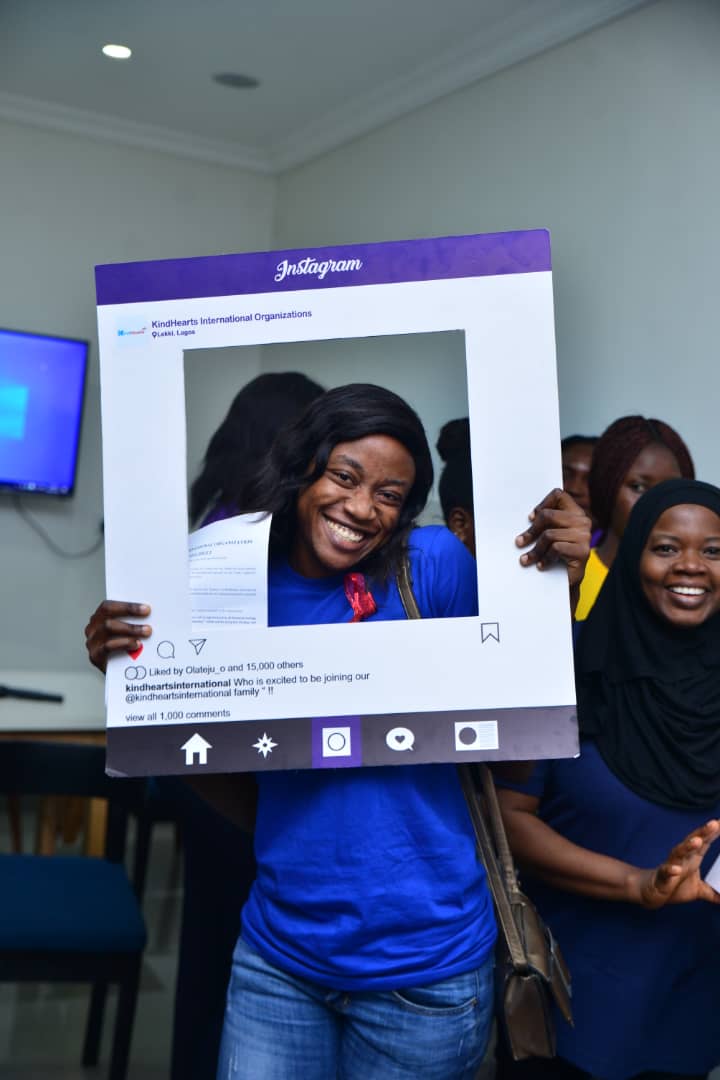 Instagram
KindHearts International Organizations
Lekki, Lagos
Liked by Olateju_o and 15,000 others
kindheartsinternational Who is excited to be joining our
@kindheartsinternational family " !!
view all 1,000 comments